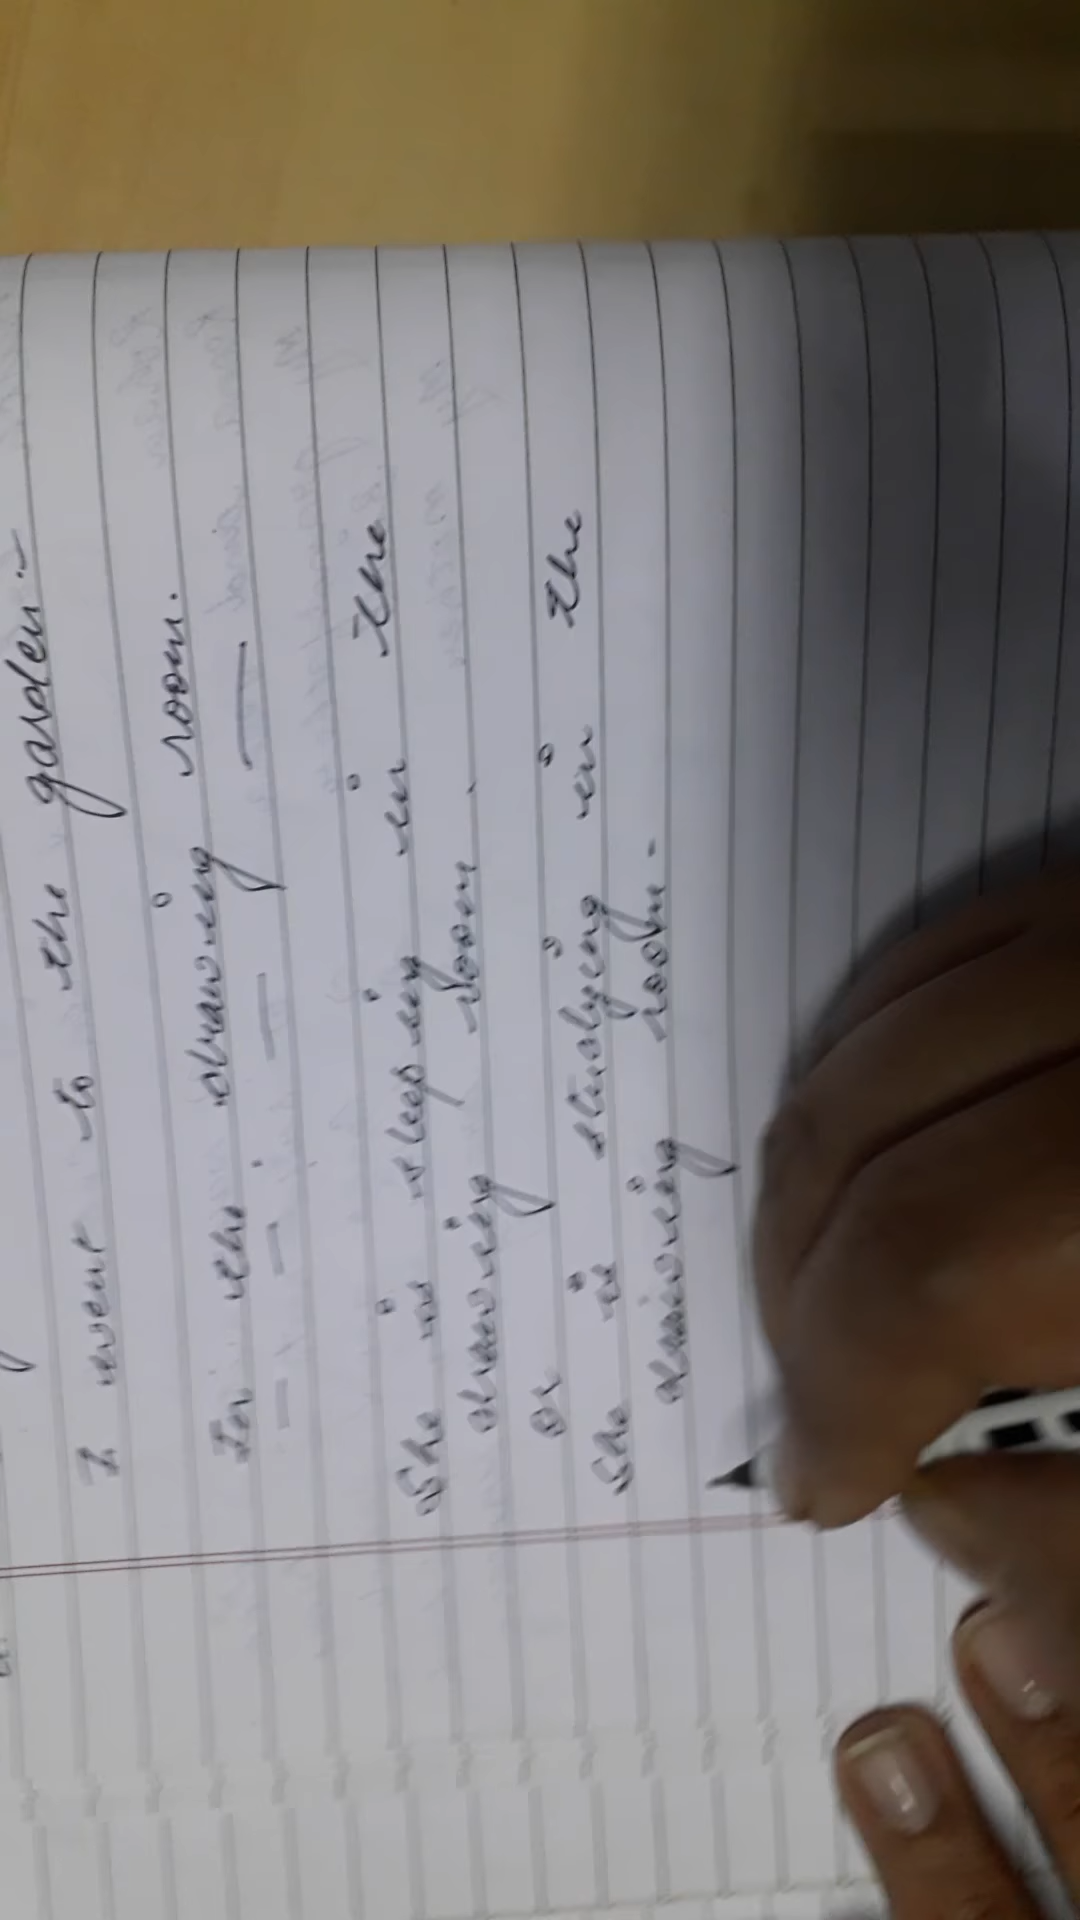 garden.
I went to the
In the drawing room.
She is sleeping in the
drawing room.
or
She is studying in the
drawing room.